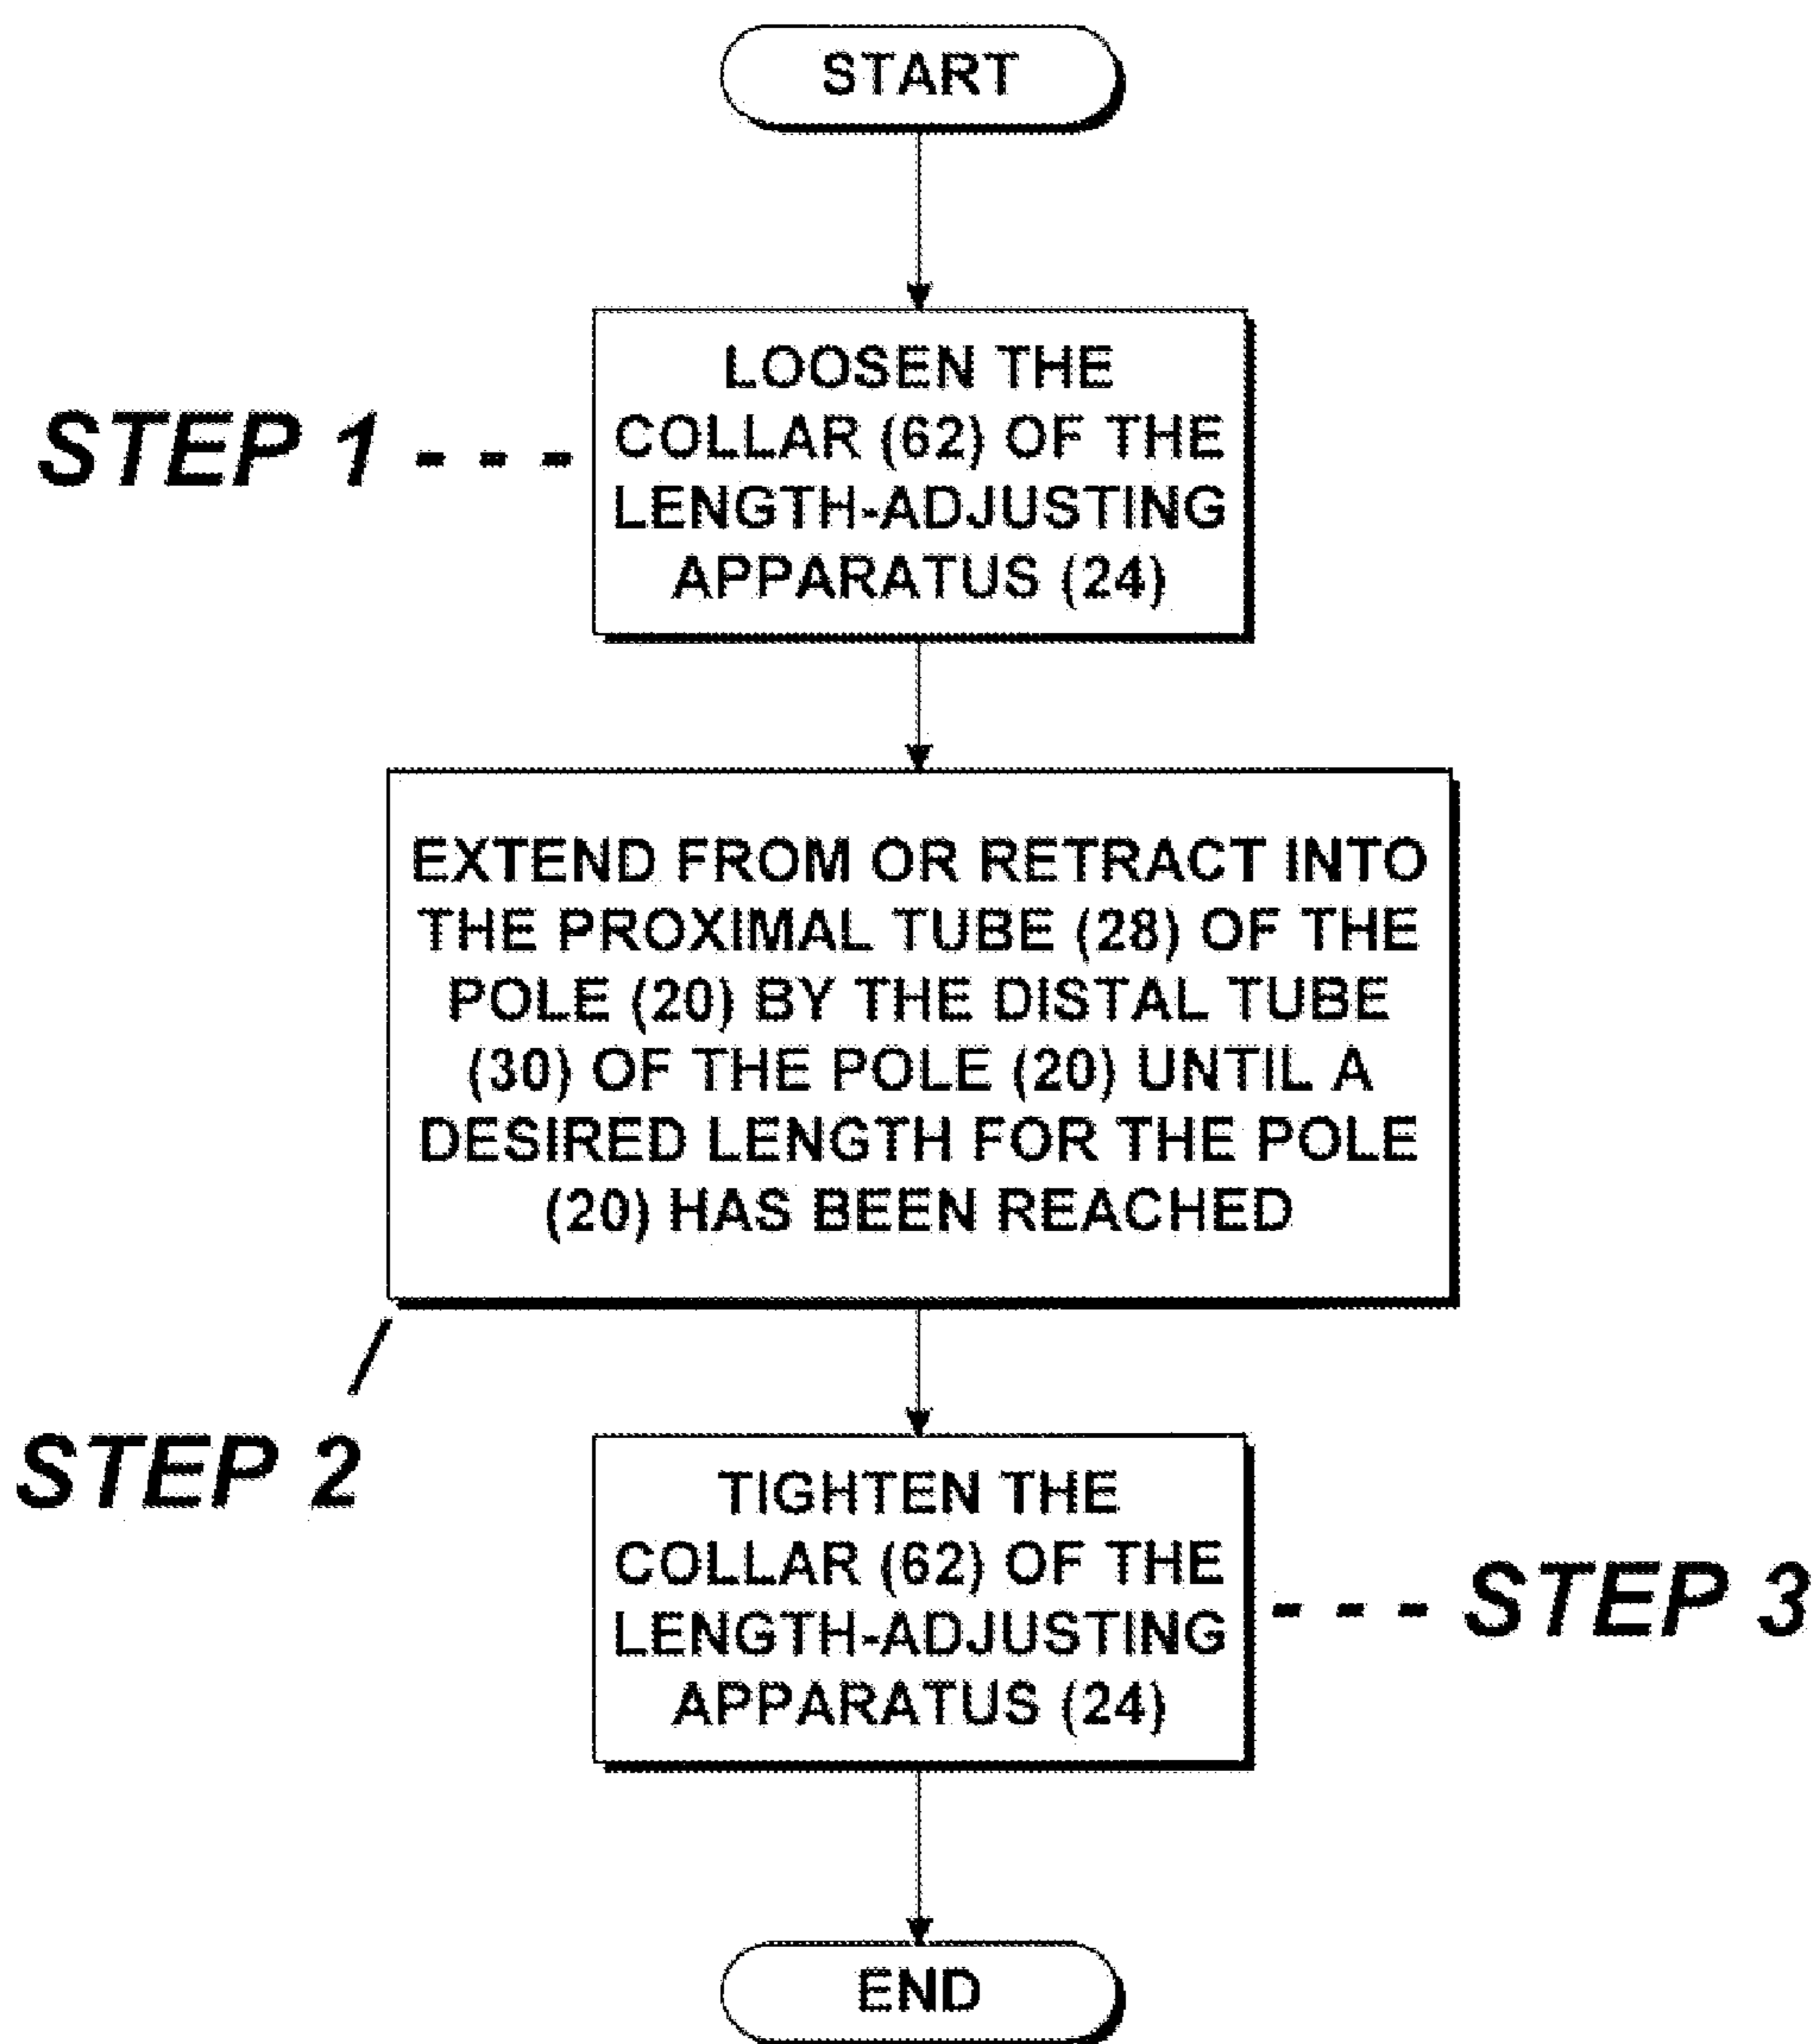 START
LOOSEN THE
COLLAR (62) OF THE
LENGTH-ADJUSTING
APPARATUS (24)
STEP 1 - - -
EXTEND FROM OR RETRACT INTO
THE PROXIMAL TUBE (28) OF THE
POLE (20) BY THE DISTAL TUBE
(30) OF THE POLE (20) UNTIL A
DESIRED LENGTH FOR THE POLE
(20) HAS BEEN REACHED
STEP 2
TIGHTEN THE
COLLAR (62) OF THE
LENGTH-ADJUSTING
APPARATUS (24)
- - - STEP 3
END